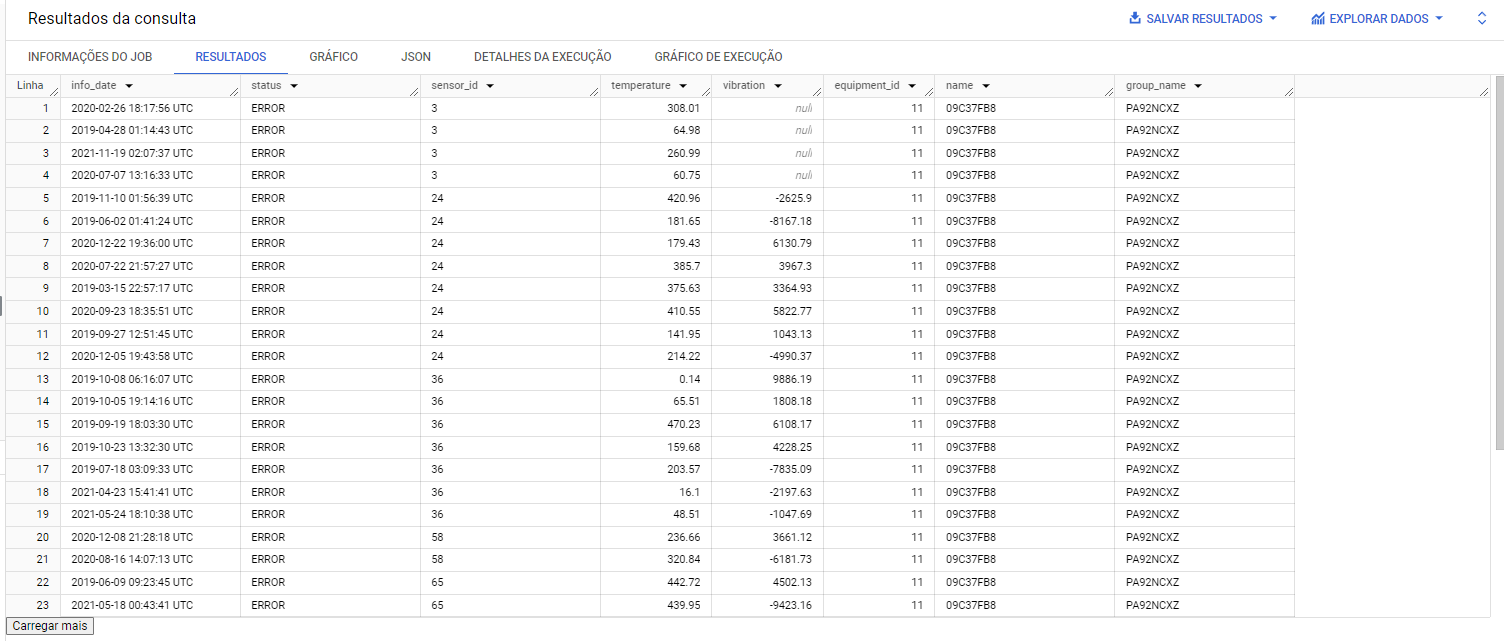 Resultados da consulta SALVAR RESULTADOS EXPLORAR DADOS
INFORMAÇÕES DO JOB RESULTADOS GRÁFICO JSON DETALHES DA EXECUÇÃO GRÁFICO DE EXECUÇÃO
Linha info_date status sensor_id temperature vibration equipment_id name group_name
1 2020-02-26 18:17:56 UTC ERROR 3 308.01 null 11 09C37FB8 PA92NCXZ
2 2019-04-28 01:14:43 UTC ERROR 3 64.98 null 11 09C37FB8 PA92NCXZ
3 2021-11-19 02:07:37 UTC ERROR 3 260.99 null 11 09C37FB8 PA92NCXZ
4 2020-07-07 13:16:33 UTC ERROR 3 60.75 null 11 09C37FB8 PA92NCXZ
5 2019-11-10 01:56:39 UTC ERROR 24 420.96 -2625.9 11 09C37FB8 PA92NCXZ
6 2019-06-02 01:41:24 UTC ERROR 24 181.65 -8167.18 11 09C37FB8 PA92NCXZ
7 2020-12-22 19:36:00 UTC ERROR 24 179.43 6130.79 11 09C37FB8 PA92NCXZ
8 2020-07-22 21:57:27 UTC ERROR 24 385.7 3967.3 11 09C37FB8 PA92NCXZ
9 2019-03-15 22:57:17 UTC ERROR 24 375.63 3364.93 11 09C37FB8 PA92NCXZ
10 2020-09-23 18:35:51 UTC ERROR 24 410.55 5822.77 11 09C37FB8 PA92NCXZ
11 2019-09-27 12:51:45 UTC ERROR 24 141.95 1043.13 11 09C37FB8 PA92NCXZ
12 2020-12-05 19:43:58 UTC ERROR 24 214.22 -4990.37 11 09C37FB8 PA92NCXZ
13 2019-10-08 06:16:07 UTC ERROR 36 0.14 9886.19 11 09C37FB8 PA92NCXZ
14 2019-10-05 19:14:16 UTC ERROR 36 65.51 1808.18 11 09C37FB8 PA92NCXZ
15 2019-09-19 18:03:30 UTC ERROR 36 470.23 6108.17 11 09C37FB8 PA92NCXZ
16 2019-10-23 13:32:30 UTC ERROR 36 159.68 4228.25 11 09C37FB8 PA92NCXZ
17 2019-07-18 03:09:33 UTC ERROR 36 203.57 -7835.09 11 09C37FB8 PA92NCXZ
18 2021-04-23 15:41:41 UTC ERROR 36 16.1 -2197.63 11 09C37FB8 PA92NCXZ
19 2021-05-24 18:10:38 UTC ERROR 36 48.51 -1047.69 11 09C37FB8 PA92NCXZ
20 2020-12-08 21:28:18 UTC ERROR 58 236.66 3661.12 11 09C37FB8 PA92NCXZ
21 2020-08-16 14:07:13 UTC ERROR 58 320.84 -6181.73 11 09C37FB8 PA92NCXZ
22 2019-06-09 09:23:45 UTC ERROR 65 442.72 4502.13 11 09C37FB8 PA92NCXZ
23 2021-05-18 00:43:41 UTC ERROR 65 439.95 -9423.16 11 09C37FB8 PA92NCXZ
Carregar mais